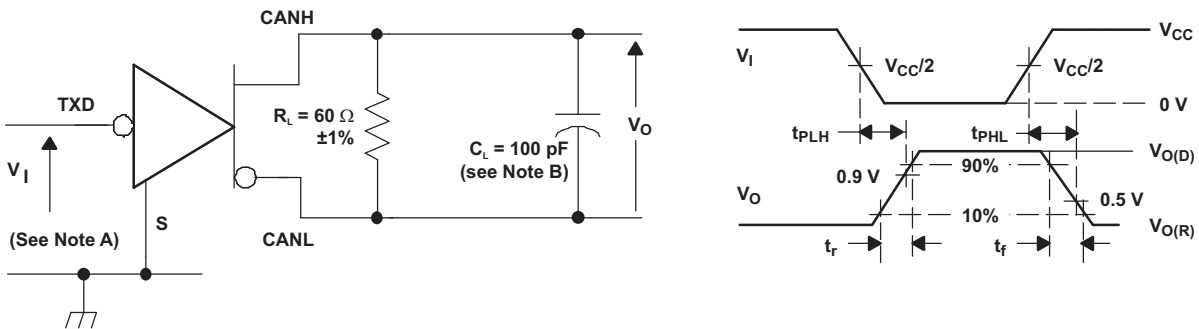 CANH
TXD
V_I
(See Note A)
S
R_L = 60 Ω
±1%
C_L = 100 pF
(see Note B)
V_O
CANL
V_I
V_CC
V_CC/2
V_CC/2
0 V
t_PLH
t_PHL
V_O(D)
90%
0.9 V
0.5 V
V_O
10%
V_O(R)
t_r
t_f